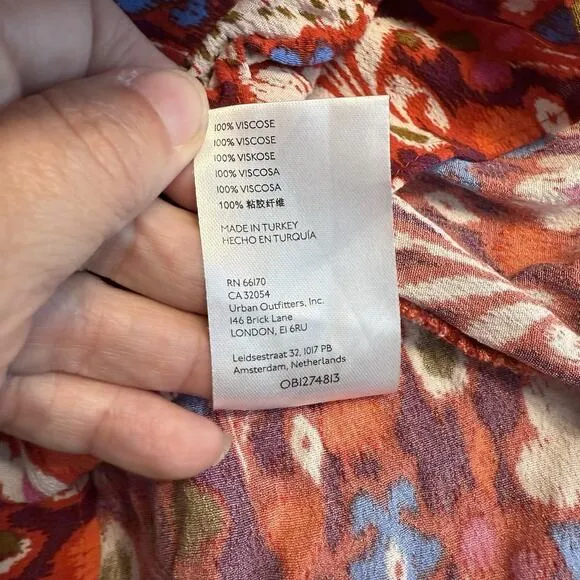 100% VISCOSE
100% VISCOSE
100% VISKOSE
100% VISCOSA
100% VISCOSA
100% 粘胶纤维
MADE IN TURKEY
HECHO EN TURQUÍA
RN 66170
CA 32054
Urban Outfitters, Inc.
146 Brick Lane
LONDON, E1 6RU
Leidsestraat 32, 1017 PB
Amsterdam, Netherlands
OB1274813